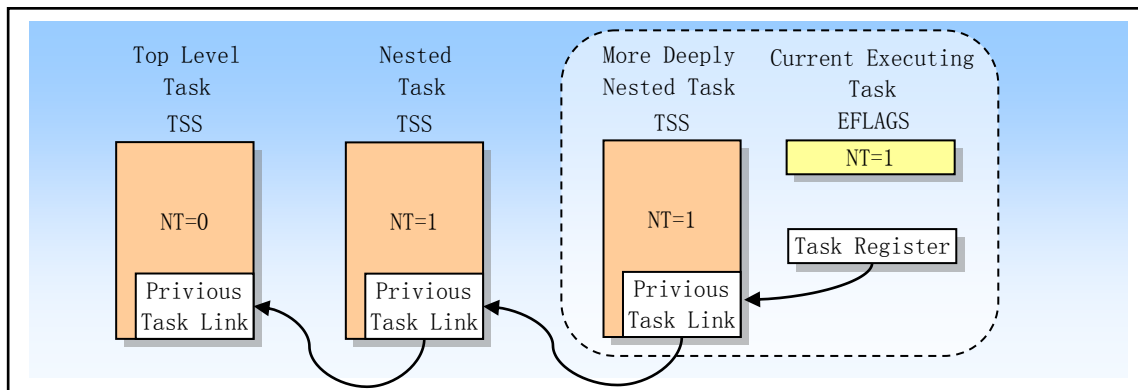 Top Level
Task
TSS
NT=0
Privious
Task Link
Nested
Task
TSS
NT=1
Privious
Task Link
More Deeply
Nested Task
TSS
NT=1
Privious
Task Link
Current Executing
Task
EFLAGS
NT=1
Task Register